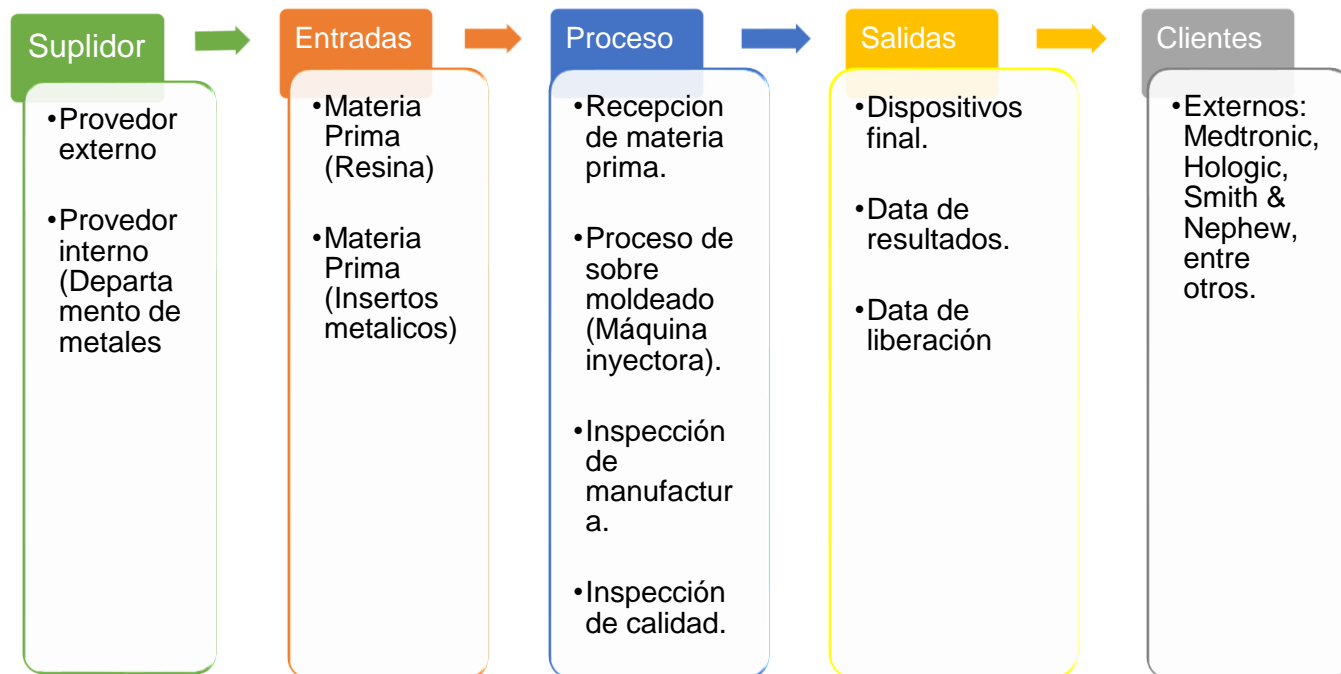 Suplidor
•Provedor
externo
•Provedor
interno
(Departa
mento de
metales
Entradas
•Materia
Prima
(Resina)
•Materia
Prima
(Insertos
metalicos)
Proceso
•Recepcion
de materia
prima.
•Proceso de
sobre
moldeado
(Máquina
inyectora).
•Inspección
de
manufactur
a.
•Inspección
de calidad.
Salidas
•Dispositivos
final.
•Data de
resultados.
•Data de
liberación
Clientes
•Externos:
Medtronic,
Hologic,
Smith &
Nephew,
entre
otros.